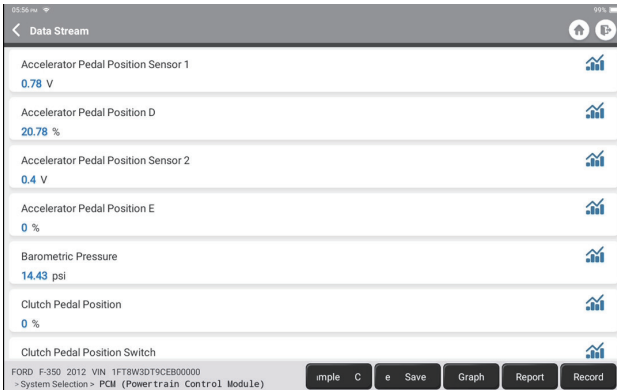 05:56 PM 99%
Data Stream
Accelerator Pedal Position Sensor 1
0.78 V
Accelerator Pedal Position D
20.78 %
Accelerator Pedal Position Sensor 2
0.4 V
Accelerator Pedal Position E
0 %
Barometric Pressure
14.43 psi
Clutch Pedal Position
0 %
Clutch Pedal Position Switch
FORD F-350 2012 VIN 1FT8W3DT9CEB00000
>System Selection> PCM (Powertrain Control Module)
ımple C e Save Graph Report Record